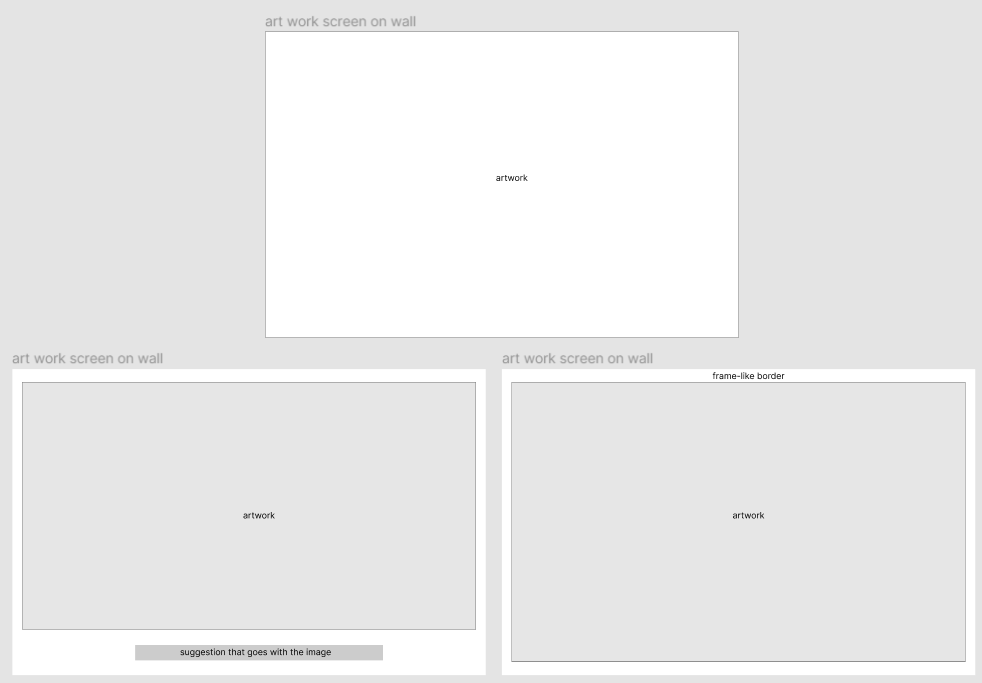 art work screen on wall
artwork
art work screen on wall
artwork
suggestion that goes with the image
art work screen on wall
frame-like border
artwork